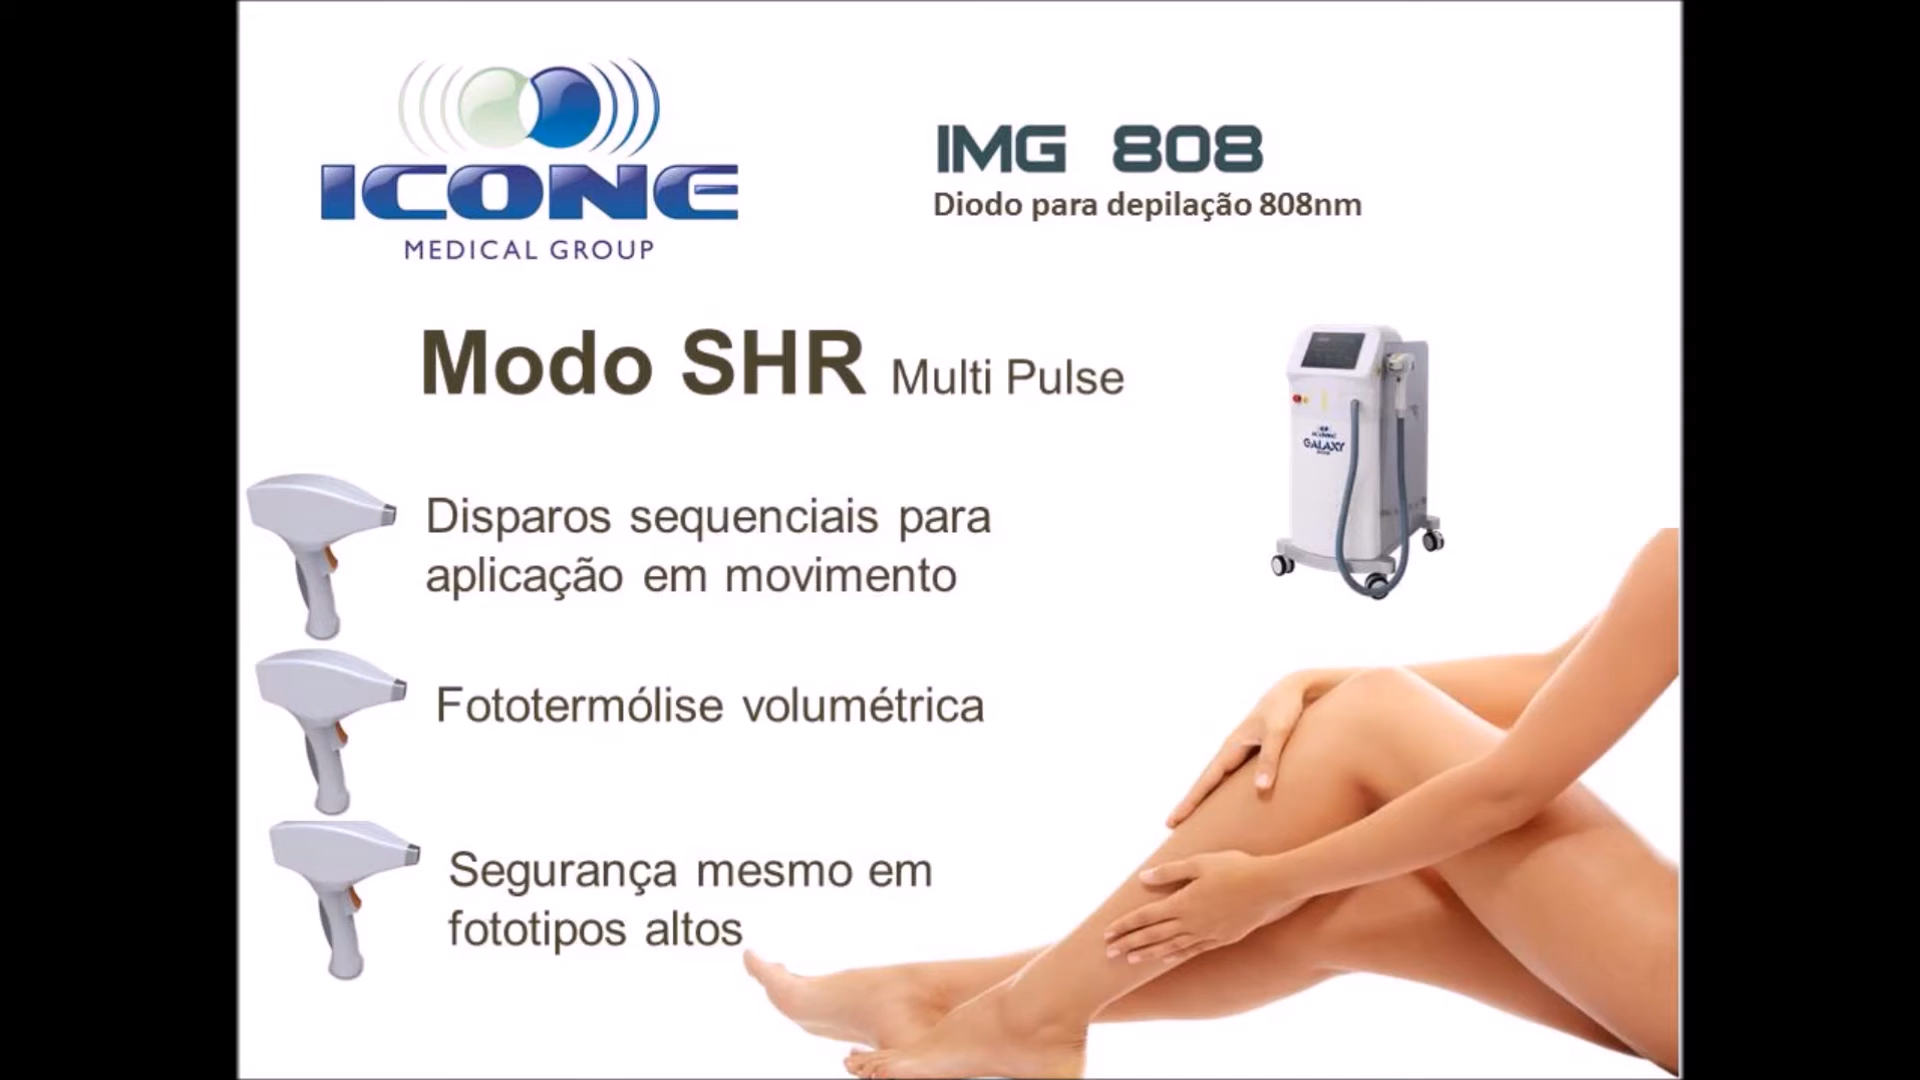 ICONE
MEDICAL GROUP
IMG 808
Diodo para depilação 808nm
Modo SHR Multi Pulse
GALAXY
Disparos sequenciais para
aplicação em movimento
Fototermólise volumétrica
Segurança mesmo em
fototipos altos